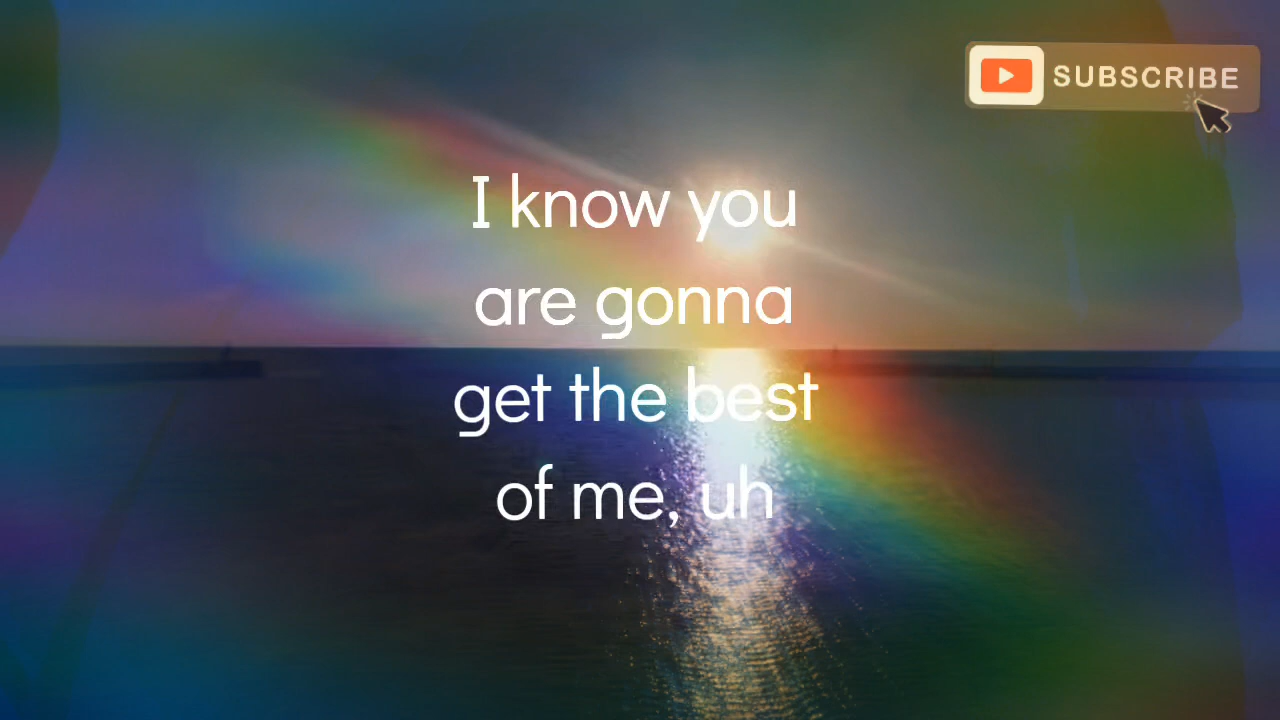 SUBSCRIBE
I know you
are gonna
get the best
of me, uh